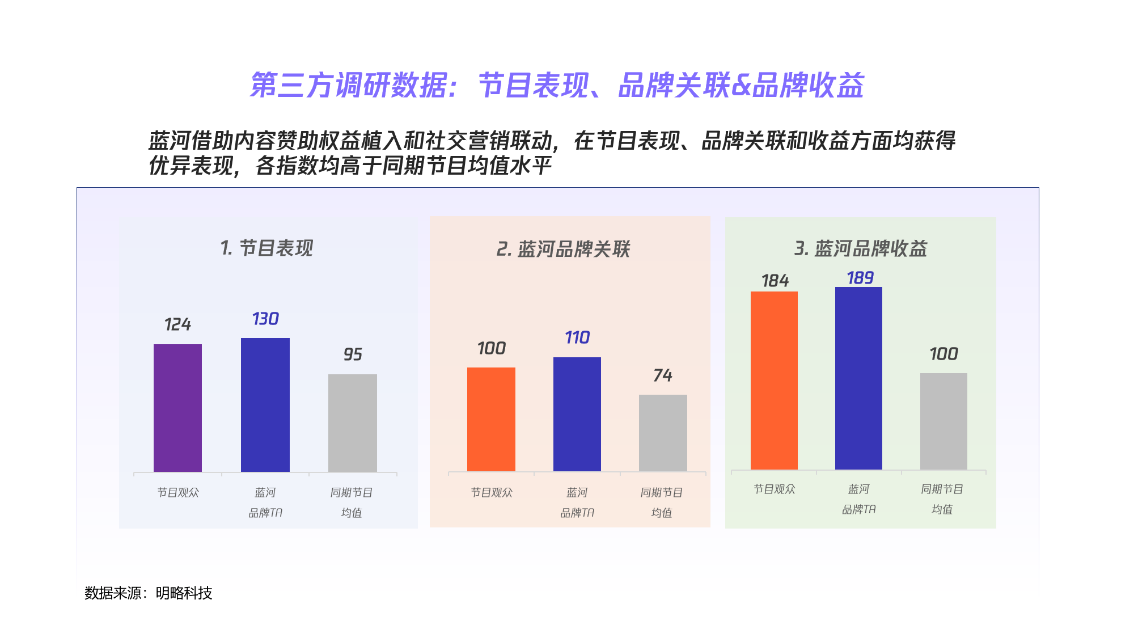 第三方调研数据：节目表现、品牌关联&品牌收益
蓝河借助内容赞助权益植入和社交营销联动，在节目表现、品牌关联和收益方面均获得
优异表现，各指数均高于同期节目均值水平
1. 节目表现
124
130
95
节目观众
蓝河
品牌TA
同期节目
均值
2. 蓝河品牌关联
100
110
74
节目观众
蓝河
品牌TA
同期节目
均值
3. 蓝河品牌收益
184
189
100
节目观众
蓝河
品牌TA
同期节目
均值
数据来源：明略科技